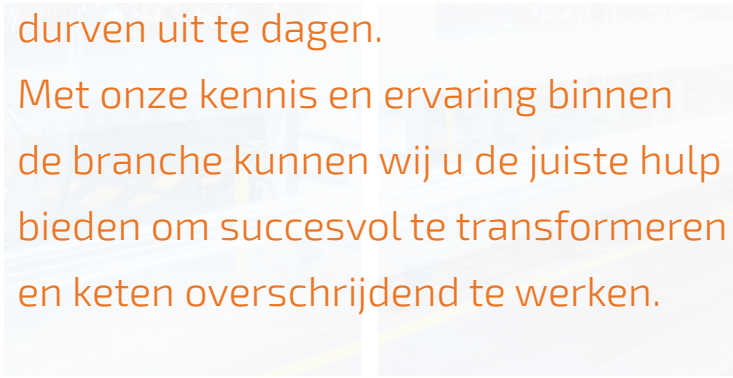 durven uit te dagen.
Met onze kennis en ervaring binnen
de branche kunnen wij u de juiste hulp
bieden om succesvol te transformeren
en keten overschrijdend te werken.